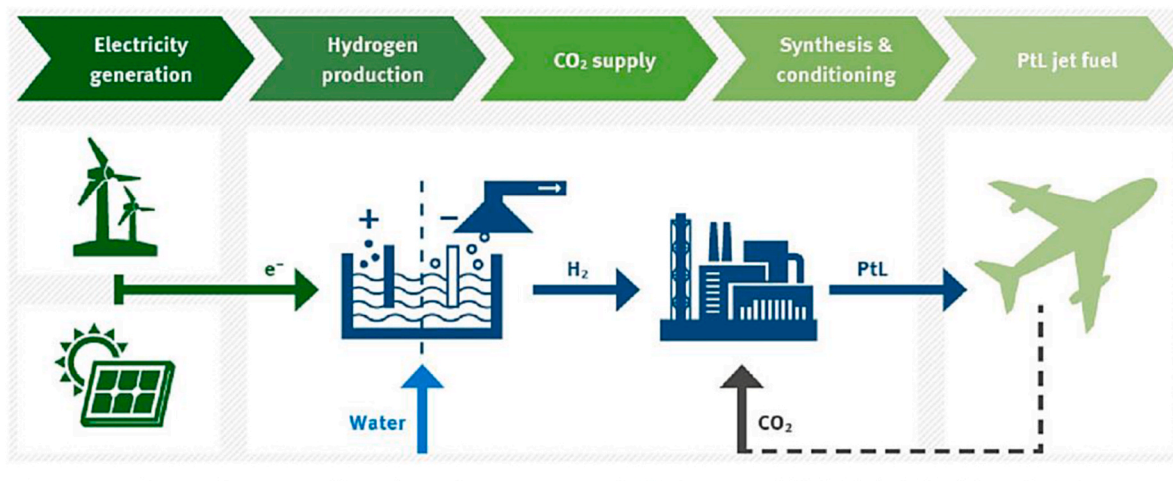 Electricity
generation
Hydrogen
production
CO₂ supply
Synthesis &
conditioning
PtL jet fuel
+
−
e⁻
H₂
PtL
Water
CO₂